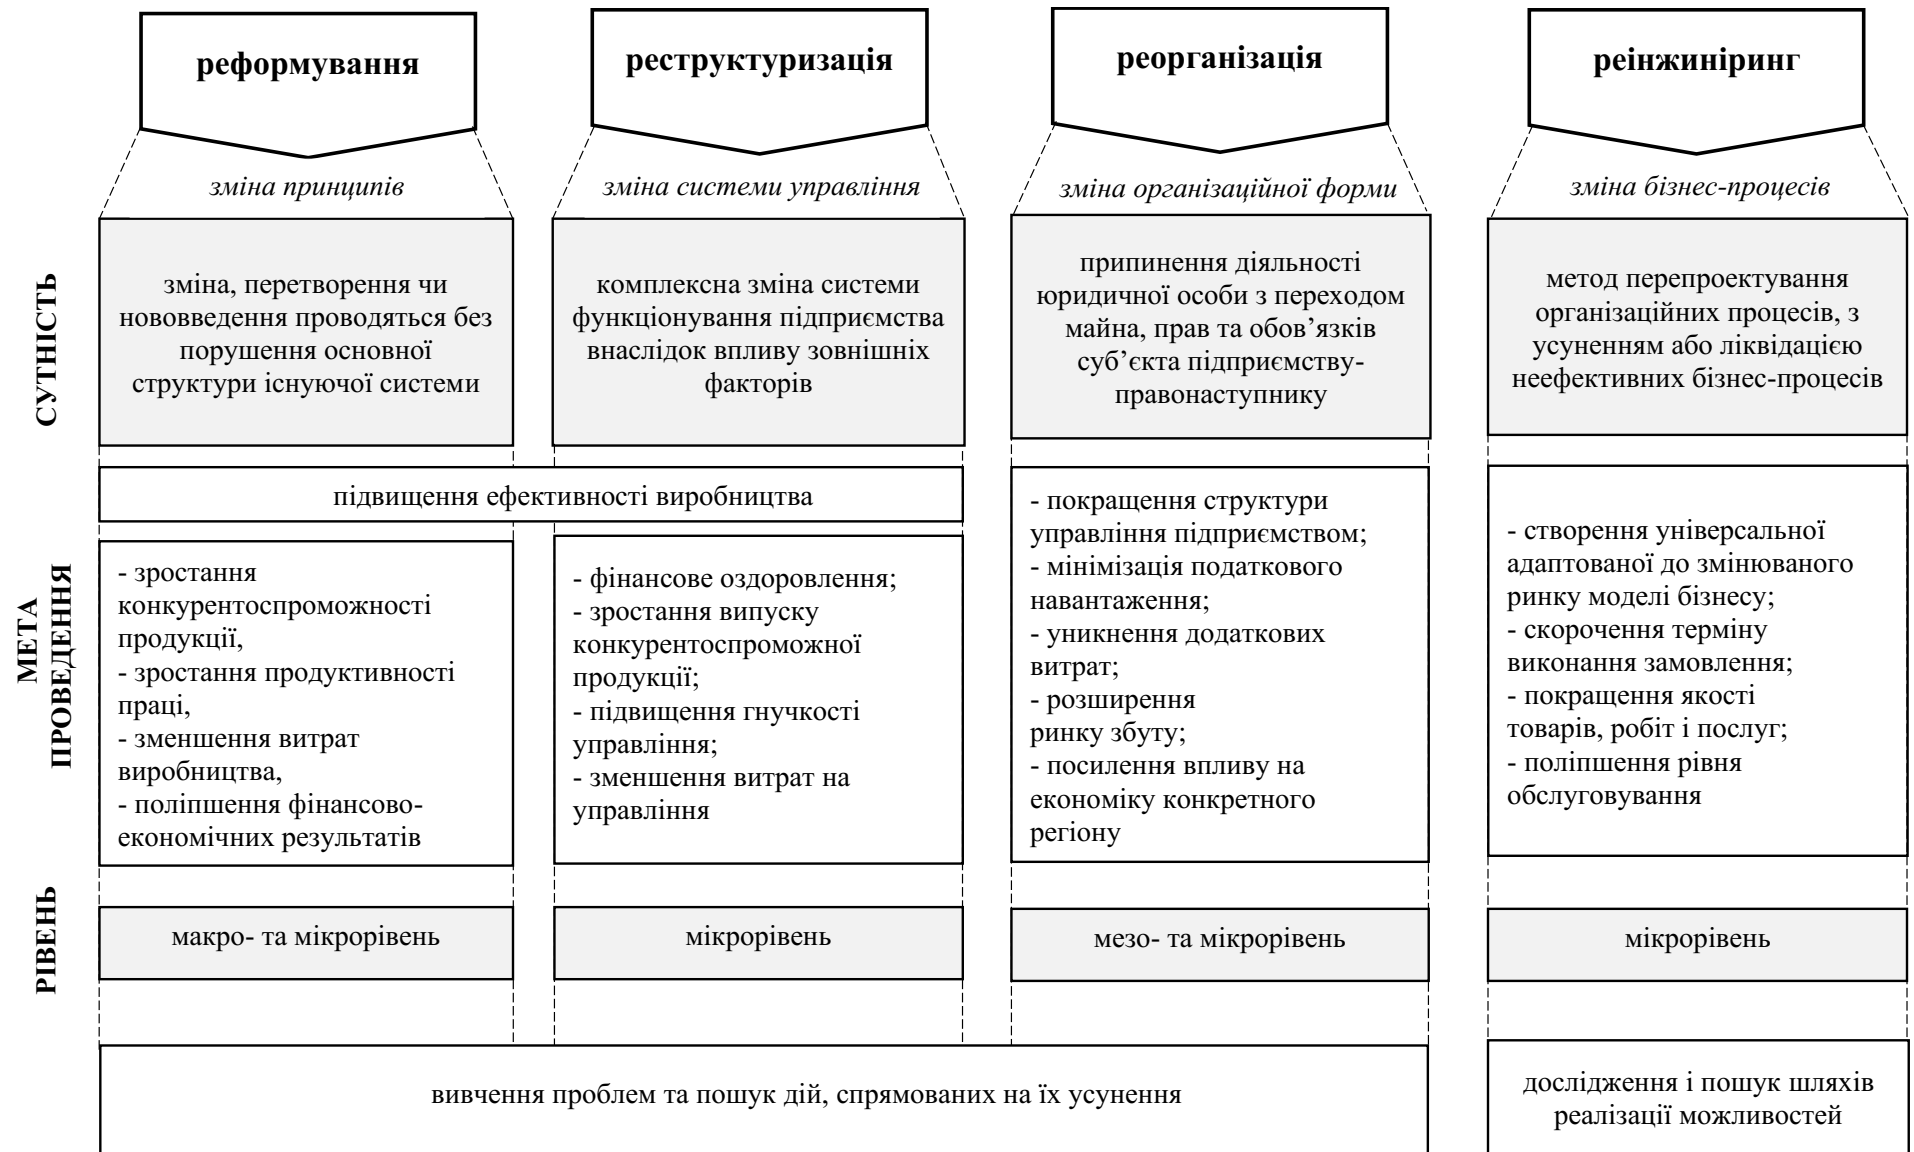 реформування
реструктуризація
реорганізація
реінжиніринг
зміна принципів
зміна системи управління
зміна організаційної форми
зміна бізнес-процесів
СУТНІСТЬ
зміна, перетворення чи
нововведення проводяться без
порушення основної
структури існуючої системи
комплексна зміна системи
функціонування підприємства
внаслідок впливу зовнішніх
факторів
припинення діяльності
юридичної особи з переходом
майна, прав та обов’язків
суб’єкта підприємству-
правонаступнику
метод перепроектування
організаційних процесів, з
усуненням або ліквідацією
неефективних бізнес-процесів
МЕТА
ПРОВЕДЕННЯ
підвищення ефективності виробництва
- зростання
конкурентоспроможності
продукції,
- зростання продуктивності
праці,
- зменшення витрат
виробництва,
- поліпшення фінансово-
економічних результатів
- фінансове оздоровлення;
- зростання випуску
конкурентоспроможної
продукції;
- підвищення гнучкості
управління;
- зменшення витрат на
управління
- покращення структури
управління підприємством;
- мінімізація податкового
навантаження;
- уникнення додаткових
витрат;
- розширення
ринку збуту;
- посилення впливу на
економіку конкретного
регіону
- створення універсальної
адаптованої до змінюваного
ринку моделі бізнесу;
- скорочення терміну
виконання замовлення;
- покращення якості
товарів, робіт і послуг;
- поліпшення рівня
обслуговування
РІВЕНЬ
макро- та мікрорівень
мікрорівень
мезо- та мікрорівень
мікрорівень
вивчення проблем та пошук дій, спрямованих на їх усунення
дослідження і пошук шляхів
реалізації можливостей